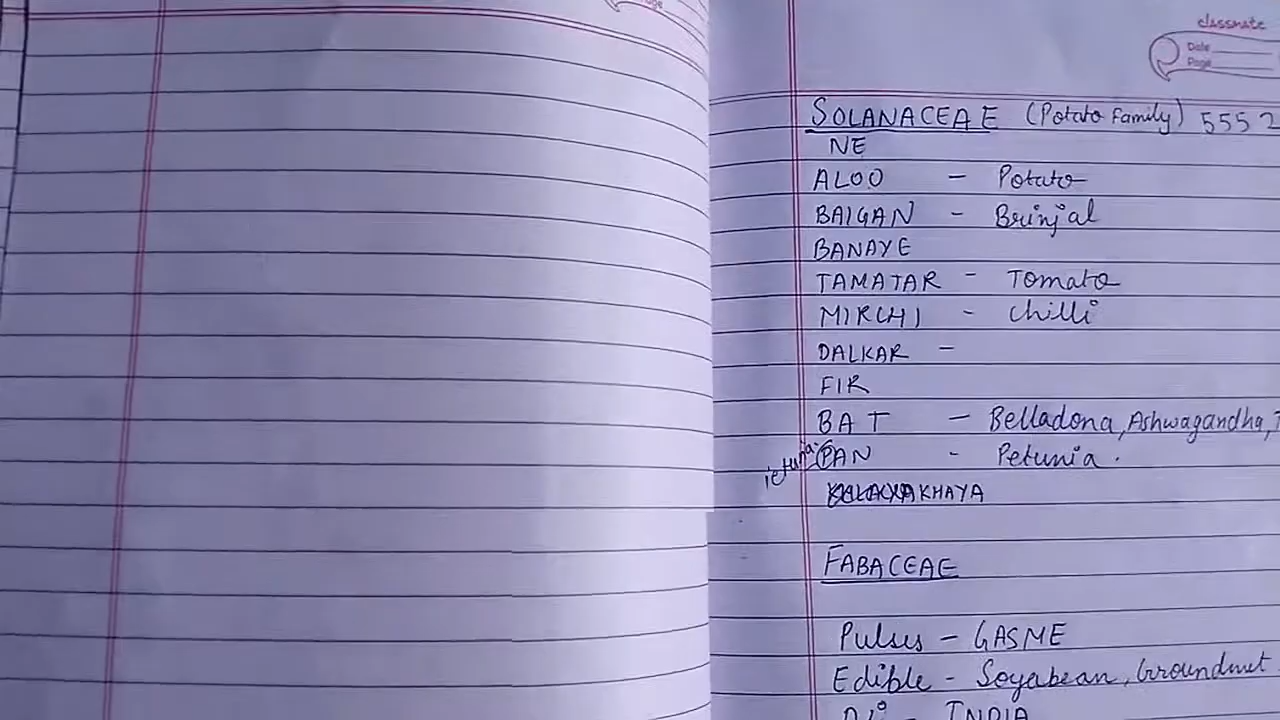 classmate
Date
Page
SOLANACEAE (Potato Family) 5552
NE
ALOO - Potato
BAIGAN - Brinjal
BANAYE
TAMATAR - Tomato
MIRCHI - Chilli
DALKAR -
FIR
BAT - Belladona, Ashwagandha,
PAN - Petunia.
KHAYA
FABACEAE
Pulses - GASME
Edible - Soyabean, Groundnut
INDIA